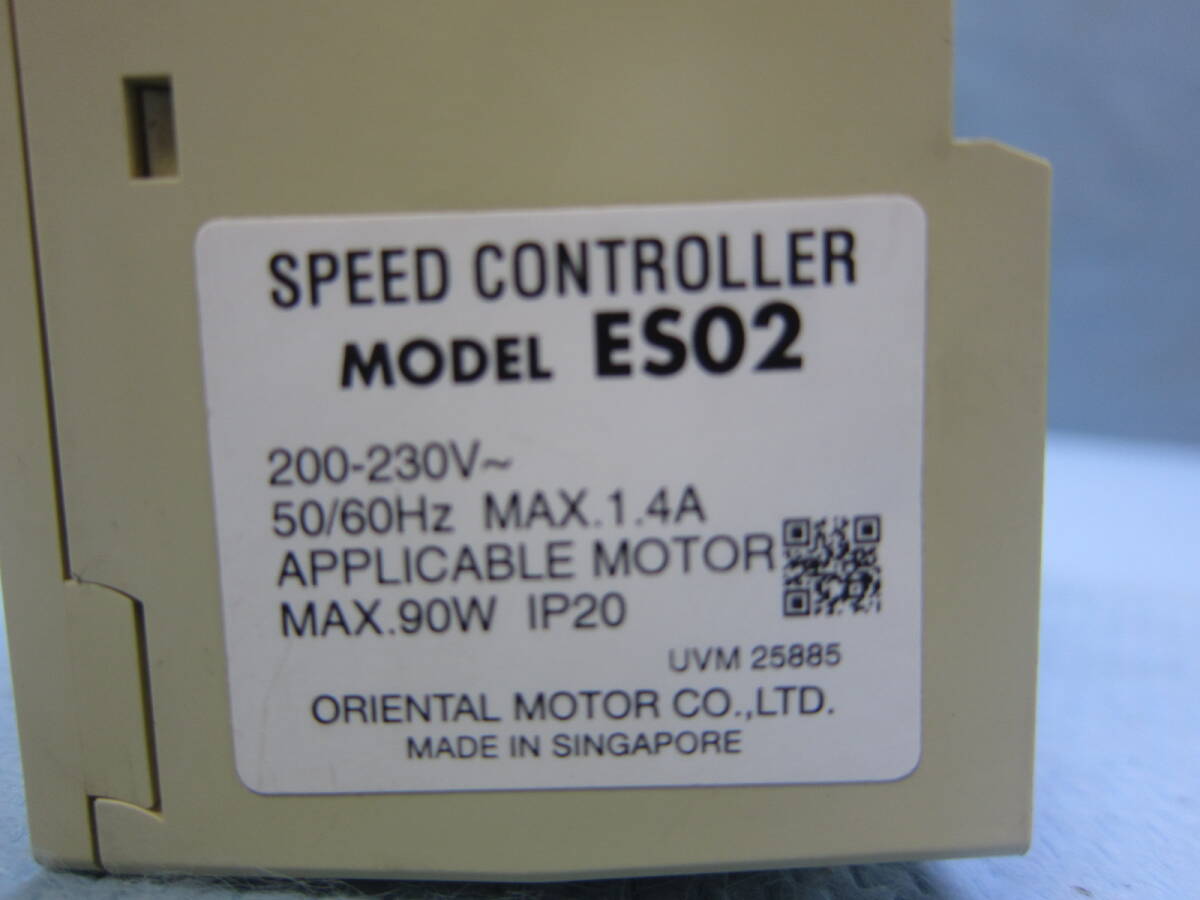 SPEED CONTROLLER
MODEL ES02
200-230V~
50/60Hz MAX.1.4A
APPLICABLE MOTOR
MAX.90W IP20
UVM 25885
ORIENTAL MOTOR CO.,LTD.
MADE IN SINGAPORE